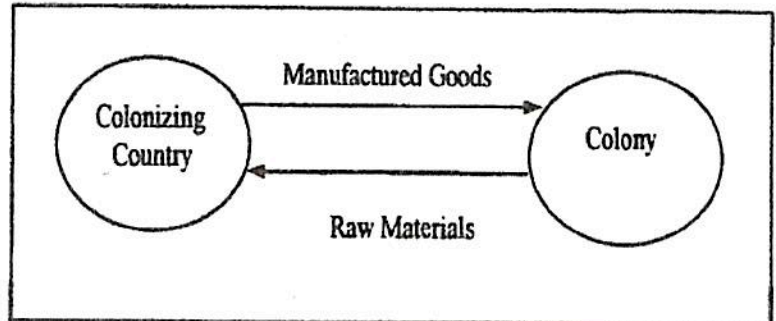 Manufactured Goods
Colonizing
Country
Colony
Raw Materials